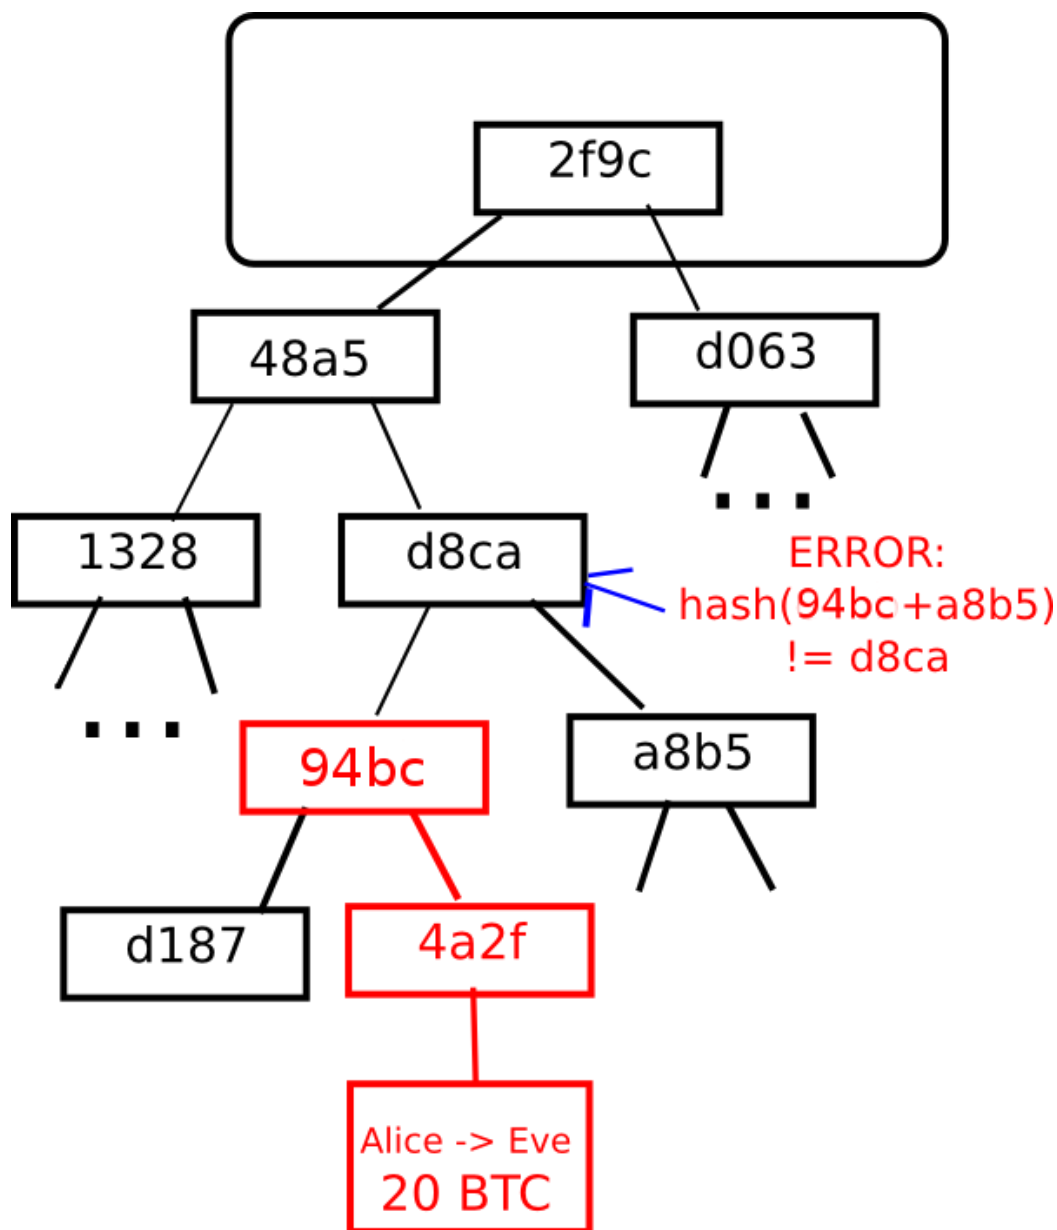 2f9c
48a5
d063
...
1328
d8ca
ERROR:
hash(94bc+a8b5)
!= d8ca
...
94bc
a8b5
d187
4a2f
Alice -> Eve
20 BTC